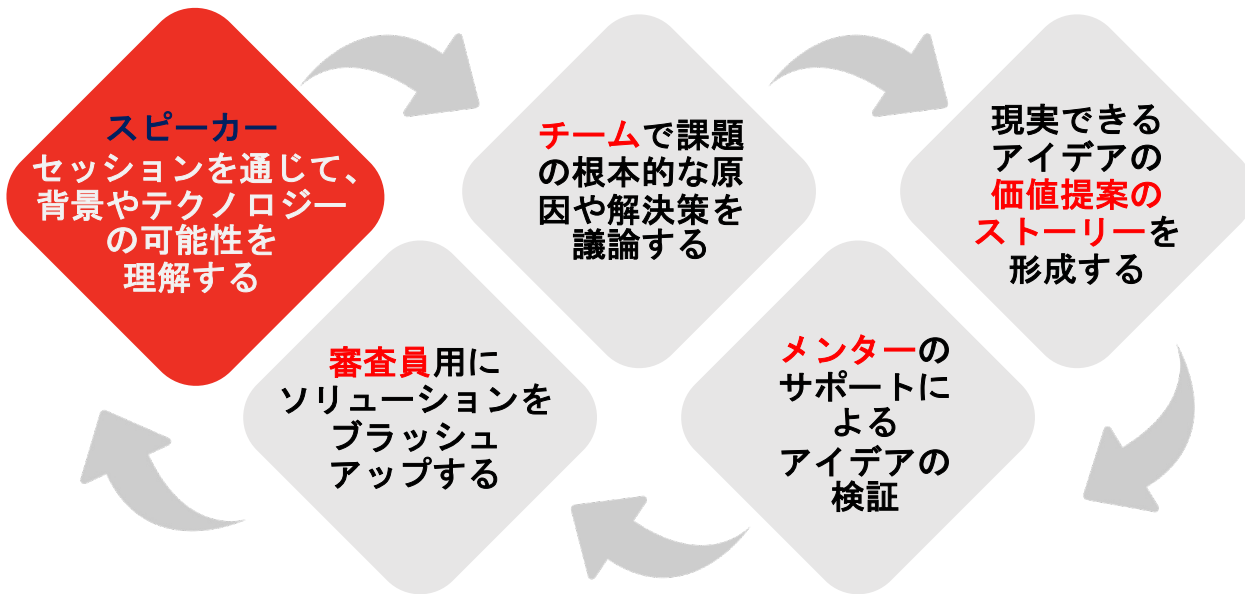 スピーカー
セッションを通じて、
背景やテクノロジー
の可能性を
理解する
チームで課題
の根本的な原
因や解決策を
議論する
現実できる
アイデアの
価値提案の
ストーリーを
形成する
メンターの
サポートに
よる
アイデアの
検証
審査員用に
ソリューションを
ブラッシュ
アップする